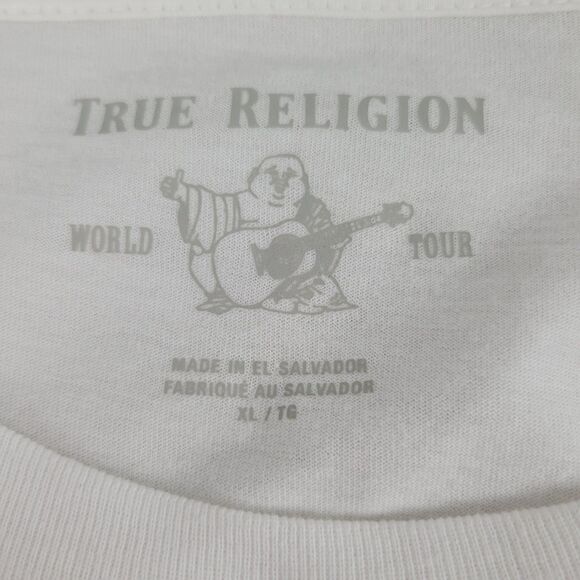 TRUE RELIGION
WORLD TOUR
MADE IN EL SALVADOR
FABRIQUÉ AU SALVADOR
XL / TG